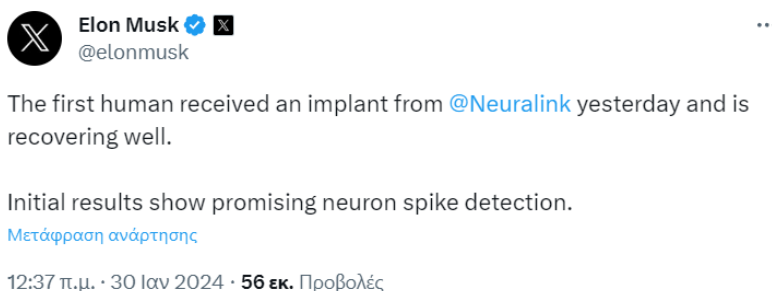 Elon Musk
@elonmusk
The first human received an implant from @Neuralink yesterday and is
recovering well.
Initial results show promising neuron spike detection.
Μετάφραση ανάρτησης
12:37 π.μ. · 30 Ιαν 2024 · 56 εκ. Προβολές